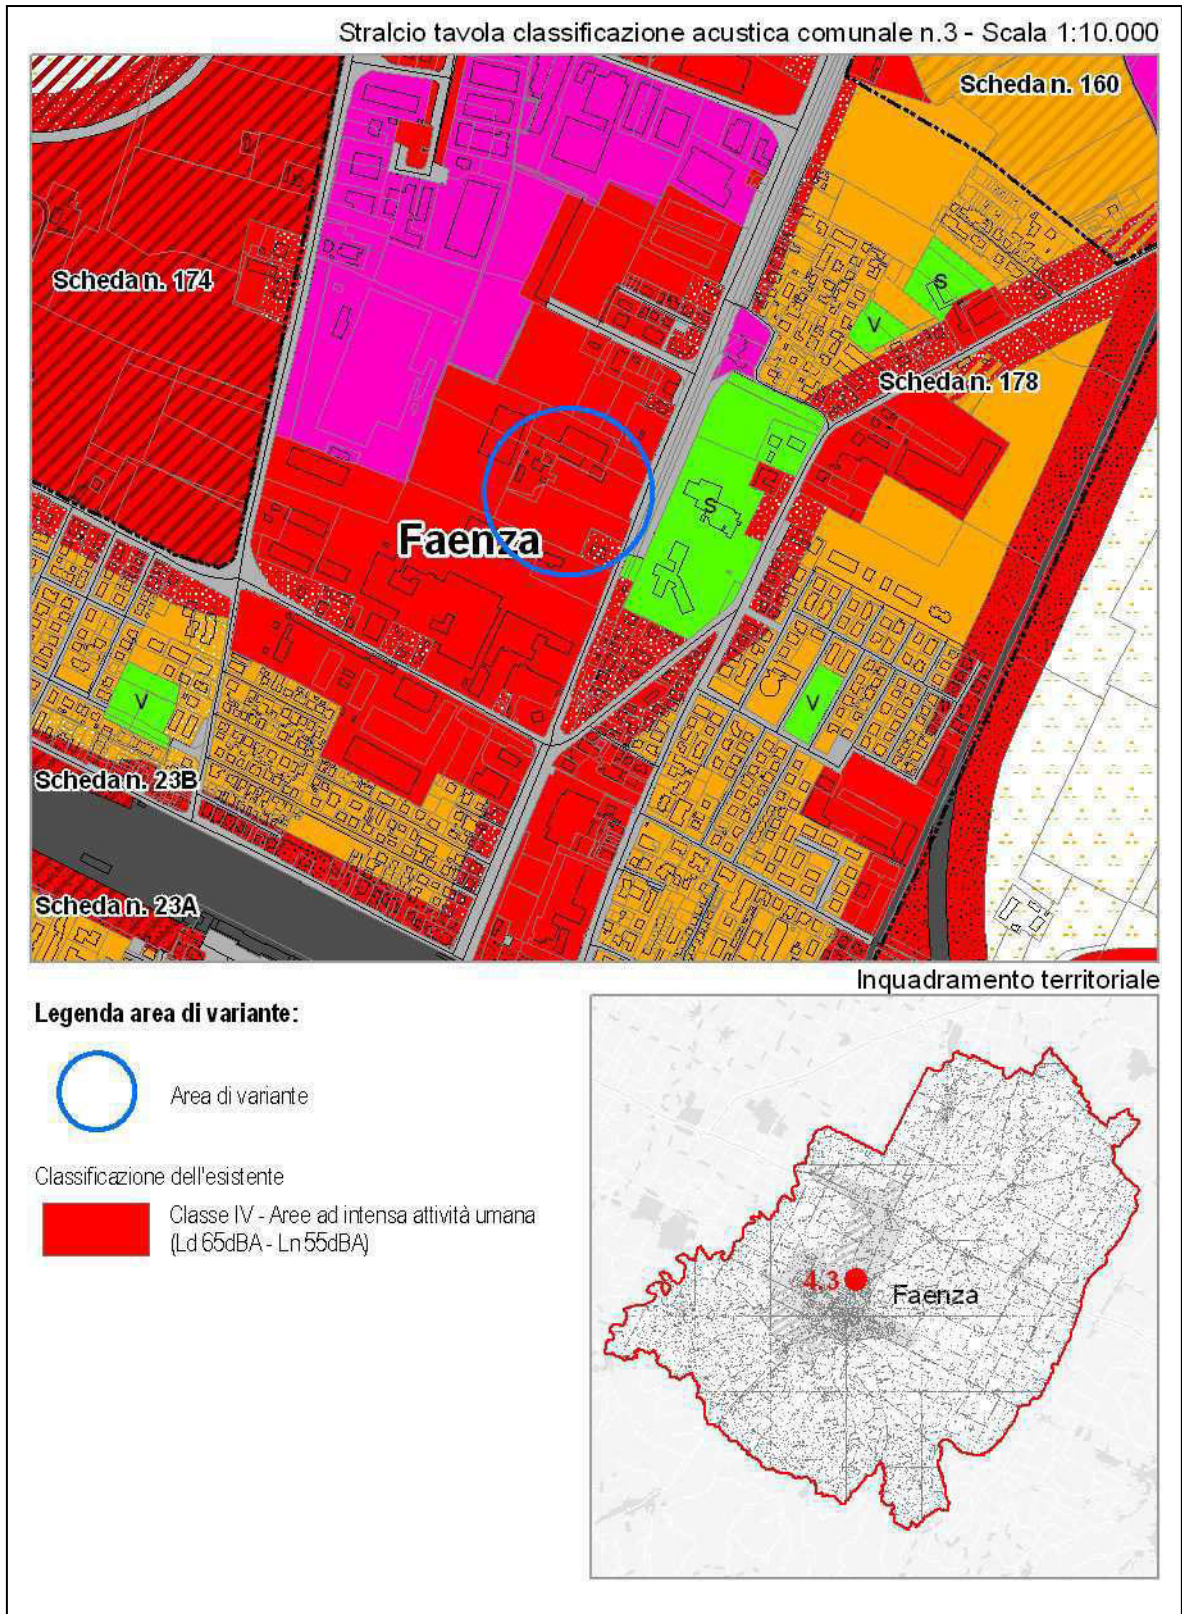 Stralcio tavola classificazione acustica comunale n.3 - Scala 1:10.000
Scheda n. 160
Scheda n. 174
S
V
Scheda n. 178
S
Faenza
V
V
Scheda n. 23B
Scheda n. 23A
Inquadramento territoriale
Legenda area di variante:
Area di variante
Classificazione dell'esistente
Classe IV - Aree ad intensa attività umana
(Ld 65dBA - Ln 55dBA)
4.3
Faenza